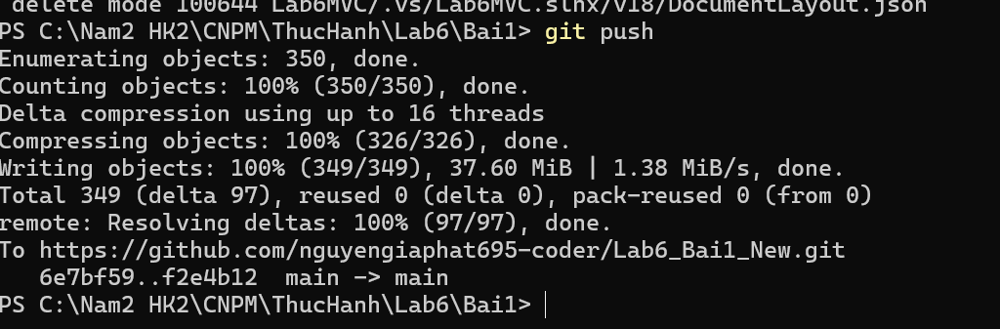 delete mode 100644 Lab6MVC/.vs/Lab6MVC.slnx/v18/DocumentLayout.json
PS C:\Nam2 HK2\CNPM\ThucHanh\Lab6\Bai1> git push
Enumerating objects: 350, done.
Counting objects: 100% (350/350), done.
Delta compression using up to 16 threads
Compressing objects: 100% (326/326), done.
Writing objects: 100% (349/349), 37.60 MiB | 1.38 MiB/s, done.
Total 349 (delta 97), reused 0 (delta 0), pack-reused 0 (from 0)
remote: Resolving deltas: 100% (97/97), done.
To https://github.com/nguyengiaphat695-coder/Lab6_Bai1_New.git
   6e7bf59..f2e4b12  main -> main
PS C:\Nam2 HK2\CNPM\ThucHanh\Lab6\Bai1>